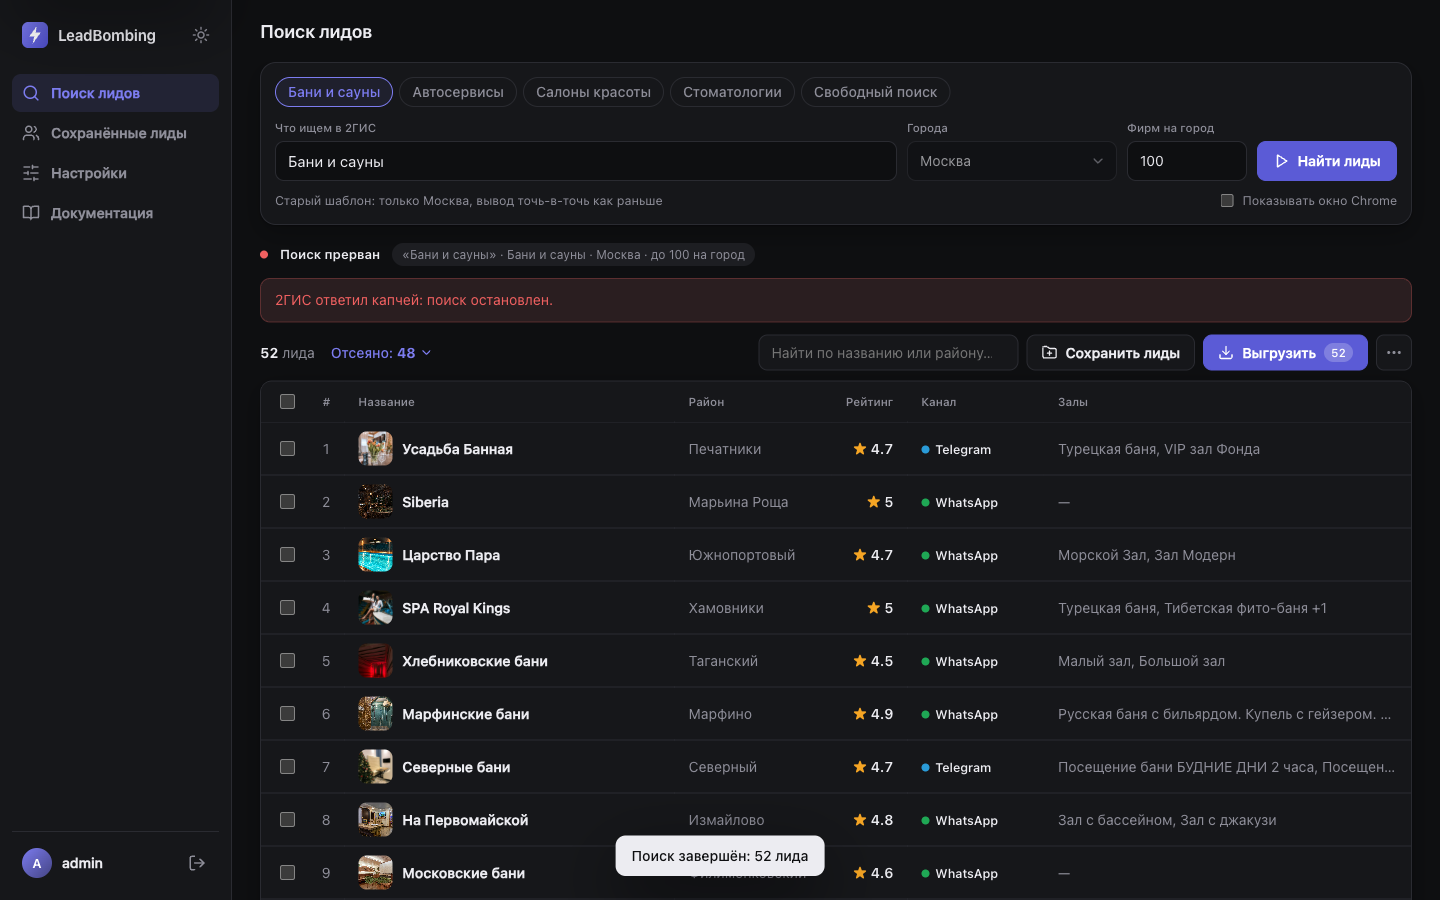 LeadBombing
Поиск лидов
Сохранённые лиды
Настройки
Документация
A admin
Поиск лидов
Бани и сауны Автосервисы Салоны красоты Стоматологии Свободный поиск
Что ищем в 2ГИС Города Фирм на город
Бани и сауны Москва 100 Найти лиды
Старый шаблон: только Москва, вывод точь-в-точь как раньше Показывать окно Chrome
Поиск прерван «Бани и сауны» · Бани и сауны · Москва · до 100 на город
2ГИС ответил капчей: поиск остановлен.
52 лида Отсеяно: 48 Найти по названию или району... Сохранить лиды Выгрузить 52
# Название Район Рейтинг Канал Залы
1 Усадьба Банная Печатники 4.7 Telegram Турецкая баня, VIP зал Фонда
2 Siberia Марьина Роща 5 WhatsApp —
3 Царство Пара Южнопортовый 4.7 WhatsApp Морской Зал, Зал Модерн
4 SPA Royal Kings Хамовники 5 WhatsApp Турецкая баня, Тибетская фито-баня +1
5 Хлебниковские бани Таганский 4.5 WhatsApp Малый зал, Большой зал
6 Марфинские бани Марфино 4.9 WhatsApp Русская баня с бильярдом. Купель с гейзером. ...
7 Северные бани Северный 4.7 Telegram Посещение бани БУДНИЕ ДНИ 2 часа, Посещен...
8 На Первомайской Измайлово 4.8 WhatsApp Зал с бассейном, Зал с джакузи
9 Московские бани 4.6 WhatsApp —
Поиск завершён: 52 лида